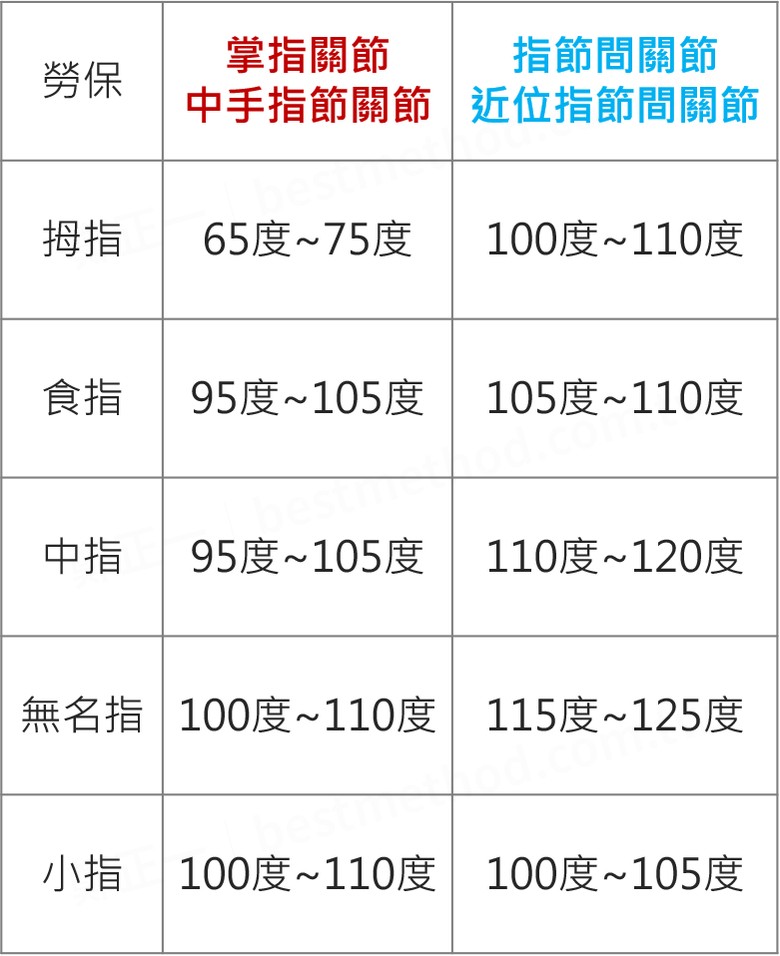 勞保
掌指關節
中手指節關節
指節間關節
近位指節間關節
拇指 65度~75度 100度~110度
食指 95度~105度 105度~110度
中指 95度~105度 110度~120度
無名指 100度~110度 115度~125度
小指 100度~110度 100度~105度